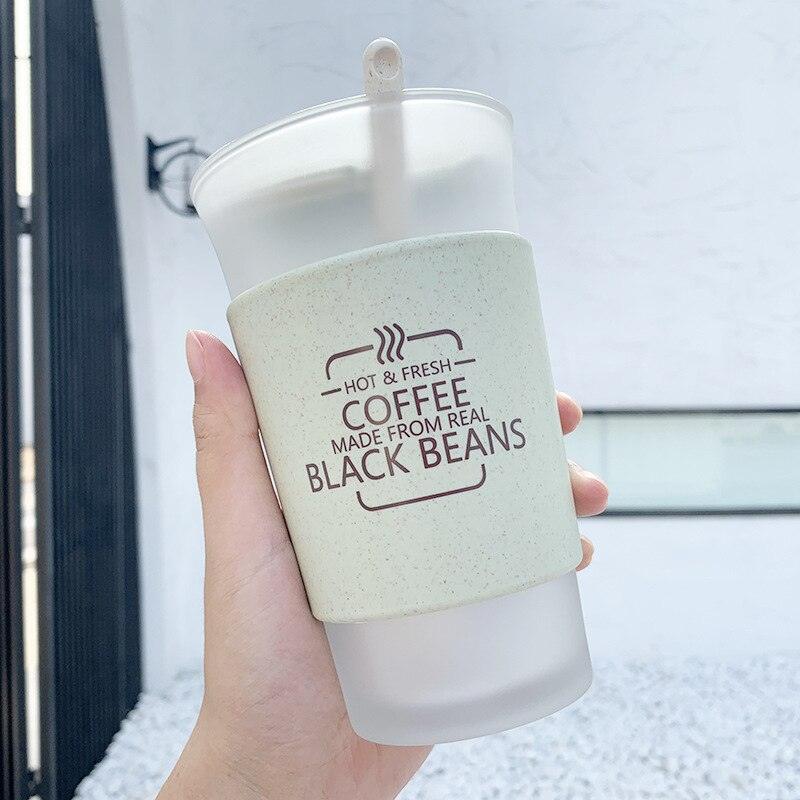 HOT & FRESH
COFFEE
MADE FROM REAL
BLACK BEANS